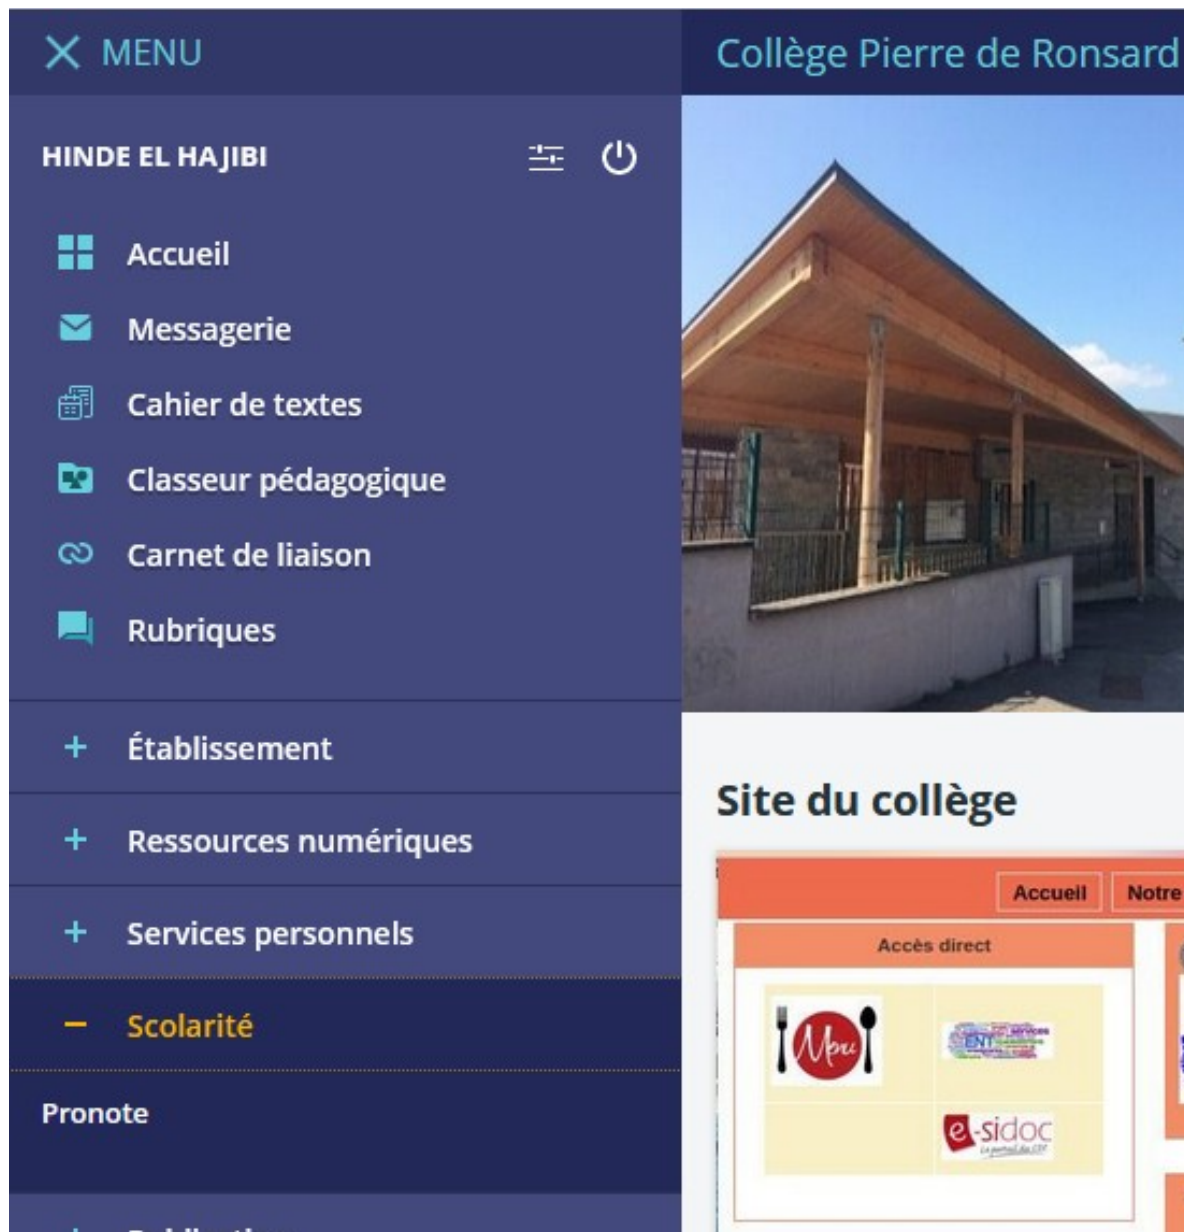 MENU
HINDE EL HAJIBI
Accueil
Messagerie
Cahier de textes
Classeur pédagogique
Carnet de liaison
Rubriques
Établissement
Ressources numériques
Services personnels
Scolarité
Pronote
Collège Pierre de Ronsard
Site du collège
Accueil
Notre
Accès direct
Menu
ENT
e-sidoc